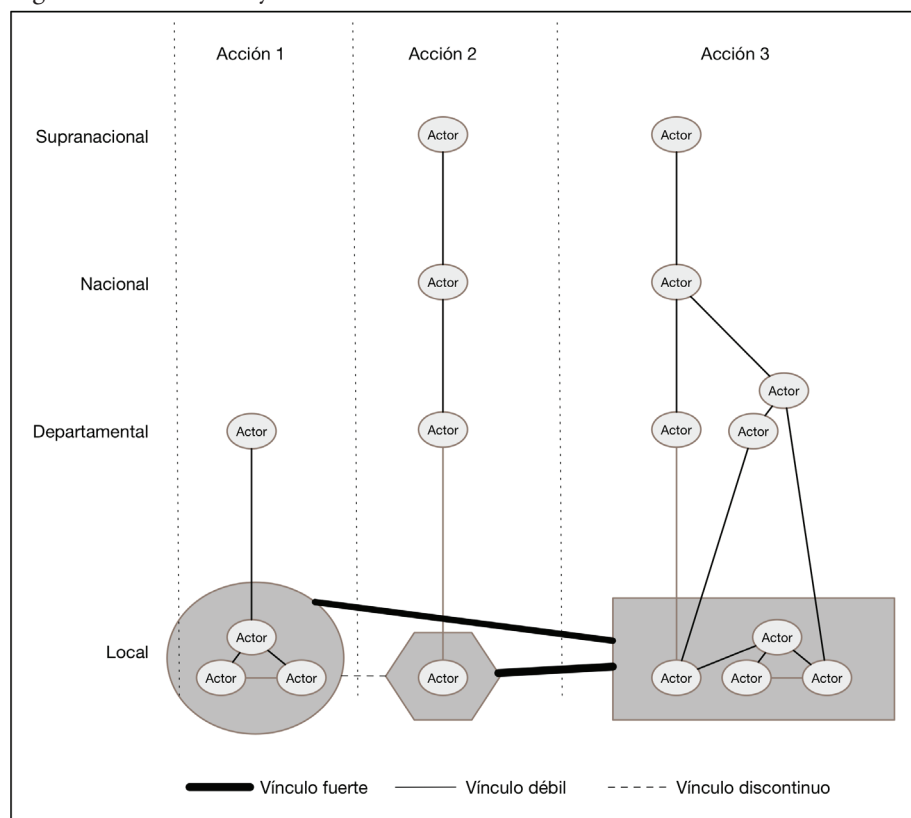 Acción 1 Acción 2 Acción 3
Supranacional Actor Actor
Nacional Actor Actor
Actor
Departamental Actor Actor Actor Actor
Local Actor Actor
Actor Actor Actor Actor Actor Actor
Vínculo fuerte Vínculo débil Vínculo discontinuo